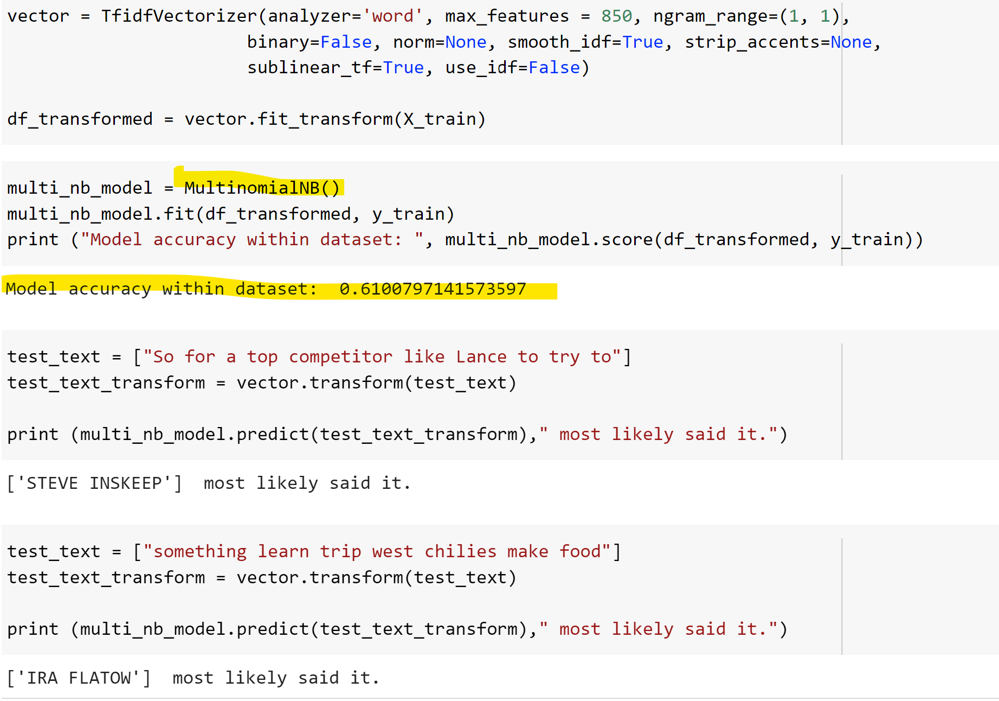 vector = TfidfVectorizer(analyzer='word', max_features = 850, ngram_range=(1, 1),
binary=False, norm=None, smooth_idf=True, strip_accents=None,
sublinear_tf=True, use_idf=False)
df_transformed = vector.fit_transform(X_train)
multi_nb_model = MultinomialNB()
multi_nb_model.fit(df_transformed, y_train)
print ("Model accuracy within dataset: ", multi_nb_model.score(df_transformed, y_train))
Model accuracy within dataset:  0.6100797141573597
test_text = ["So for a top competitor like Lance to try to"]
test_text_transform = vector.transform(test_text)
print (multi_nb_model.predict(test_text_transform)," most likely said it.")
['STEVE INSKEEP']  most likely said it.
test_text = ["something learn trip west chilies make food"]
test_text_transform = vector.transform(test_text)
print (multi_nb_model.predict(test_text_transform)," most likely said it.")
['IRA FLATOW']  most likely said it.